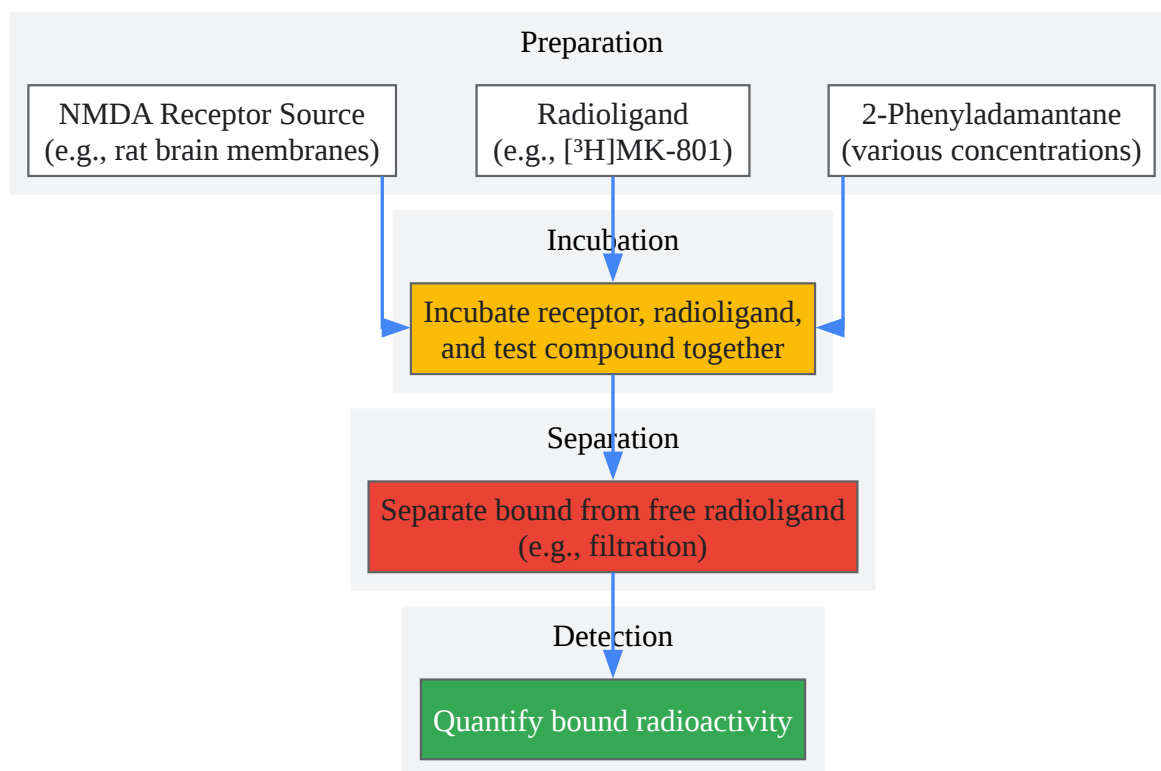 Preparation
NMDA Receptor Source
(e.g., rat brain membranes)
Radioligand
(e.g., [³H]MK-801)
2-Phenyladamantane
(various concentrations)
Incubation
Incubate receptor, radioligand,
and test compound together
Separation
Separate bound from free radioligand
(e.g., filtration)
Detection
Quantify bound radioactivity